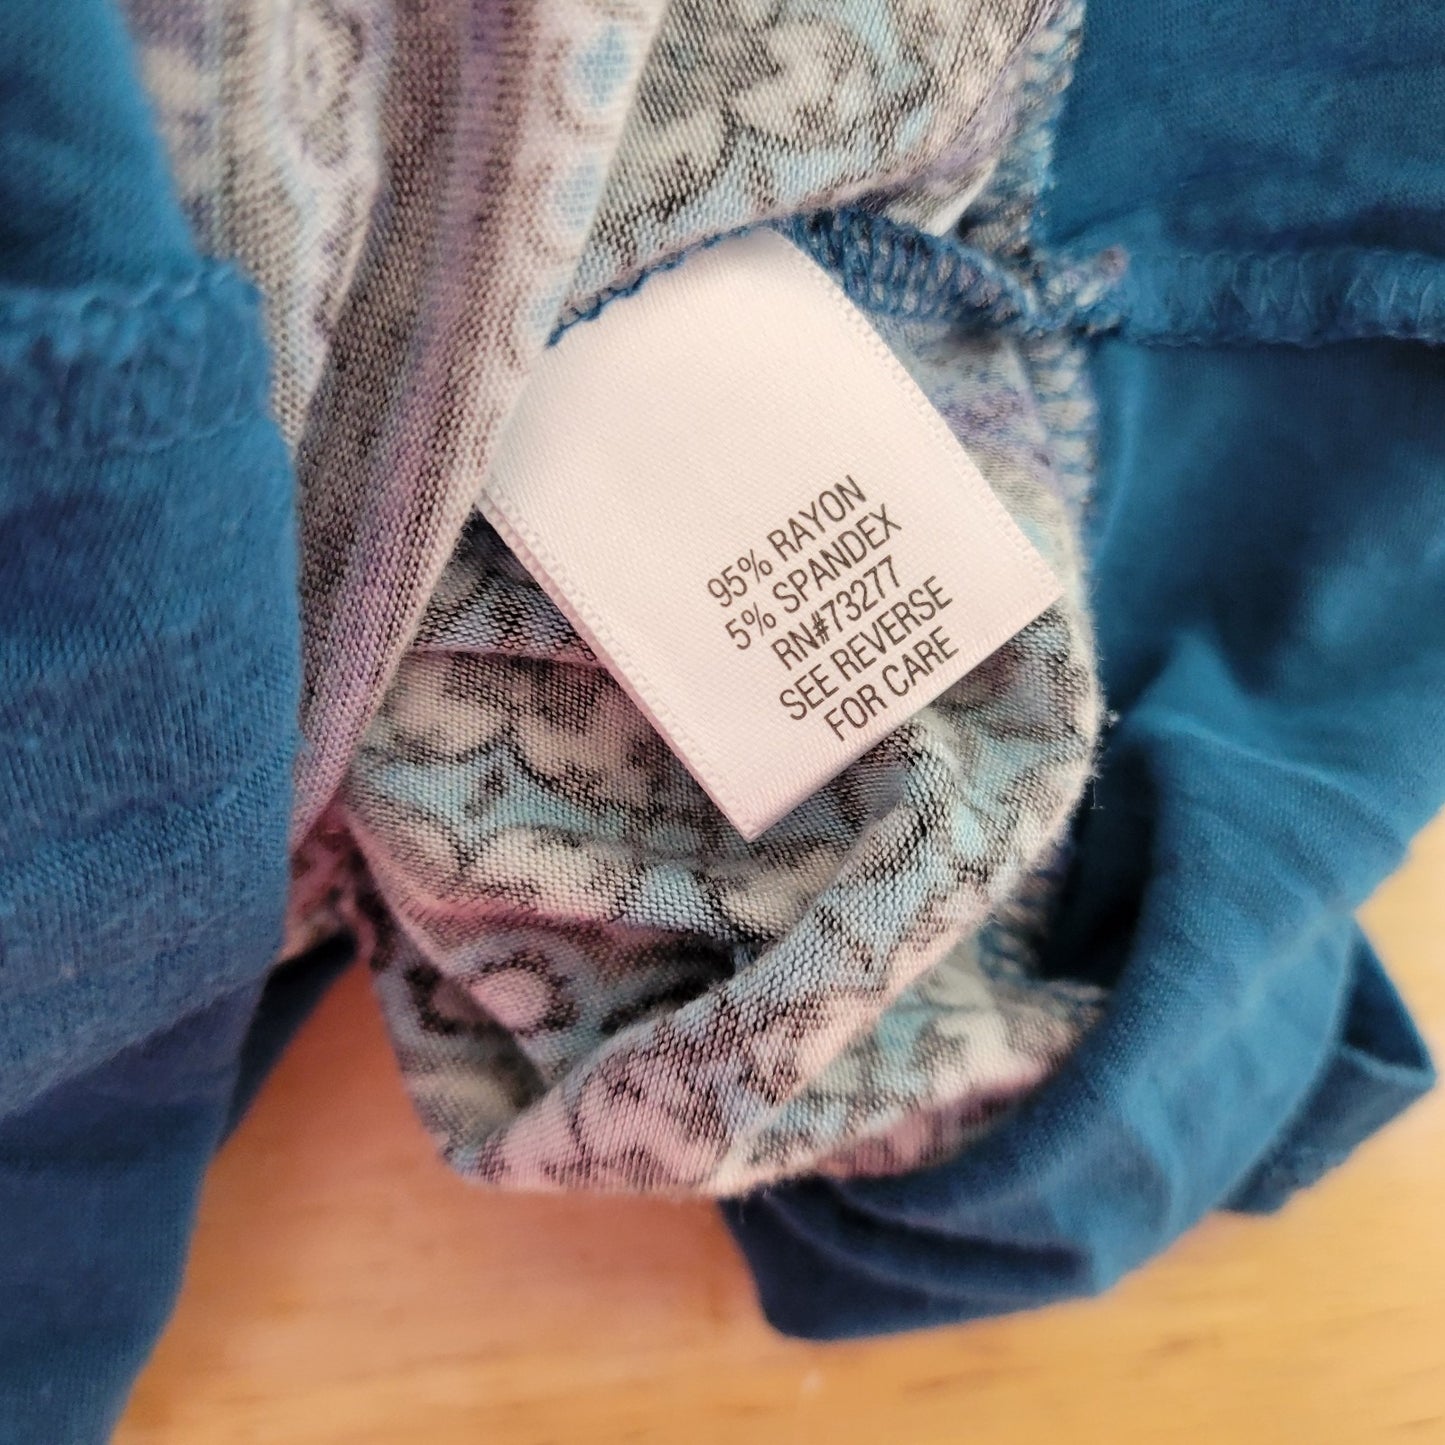 95% RAYON
5% SPANDEX
RN#73277
SEE REVERSE
FOR CARE